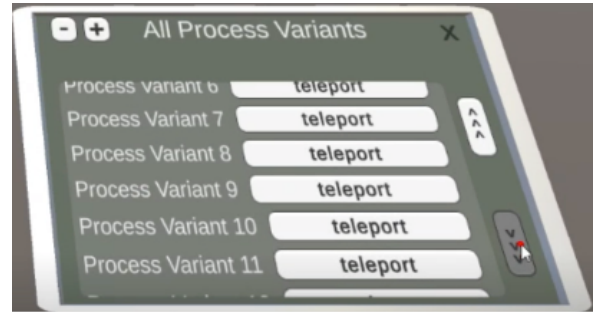 - + All Process Variants X
Process Variant 6 teleport
Process Variant 7 teleport
Process Variant 8 teleport
Process Variant 9 teleport
Process Variant 10 teleport
Process Variant 11 teleport